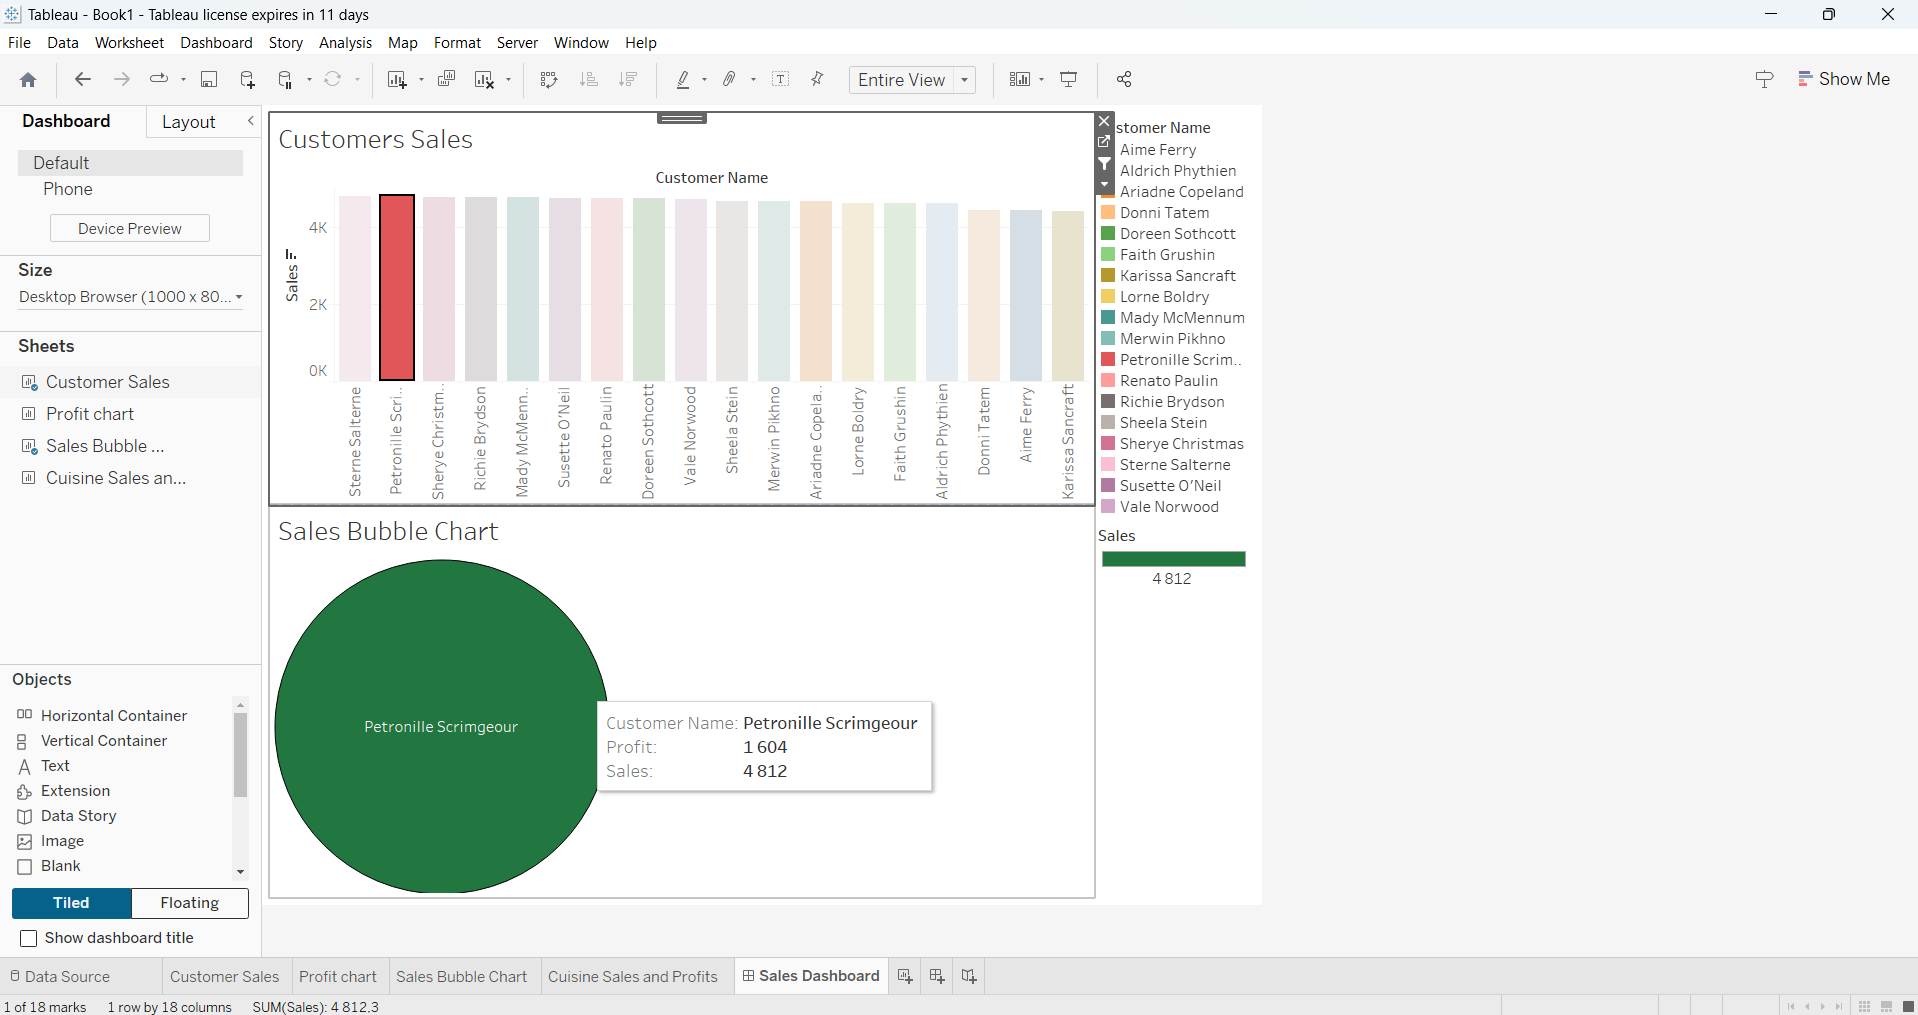 Tableau - Book1 - Tableau license expires in 11 days
File Data Worksheet Dashboard Story Analysis Map Format Server Window Help
Entire View
Show Me
Dashboard
Layout
Default
Phone
Device Preview
Size
Desktop Browser (1000 x 80...
Sheets
Customer Sales
Profit chart
Sales Bubble ...
Cuisine Sales an...
Objects
Horizontal Container
Vertical Container
Text
Extension
Data Story
Image
Blank
Tiled
Floating
Show dashboard title
Customers Sales
Customer Name
Sales
4K
2K
0K
Sterne Salterne
Petronille Scri..
Sherye Christm..
Richie Brydson
Mady McMenn..
Susette O'Neil
Renato Paulin
Doreen Sothcott
Vale Norwood
Sheela Stein
Merwin Pikhno
Ariadne Copela..
Lorne Boldry
Faith Grushin
Aldrich Phythien
Donni Tatem
Aime Ferry
Karissa Sancraft
stomer Name
Aime Ferry
Aldrich Phythien
Ariadne Copeland
Donni Tatem
Doreen Sothcott
Faith Grushin
Karissa Sancraft
Lorne Boldry
Mady McMennum
Merwin Pikhno
Petronille Scrim..
Renato Paulin
Richie Brydson
Sheela Stein
Sherye Christmas
Sterne Salterne
Susette O'Neil
Vale Norwood
Sales
4 812
Sales Bubble Chart
Petronille Scrimgeour
Customer Name: Petronille Scrimgeour
Profit: 1 604
Sales: 4 812
Data Source
Customer Sales
Profit chart
Sales Bubble Chart
Cuisine Sales and Profits
Sales Dashboard
1 of 18 marks 1 row by 18 columns SUM(Sales): 4 812,3